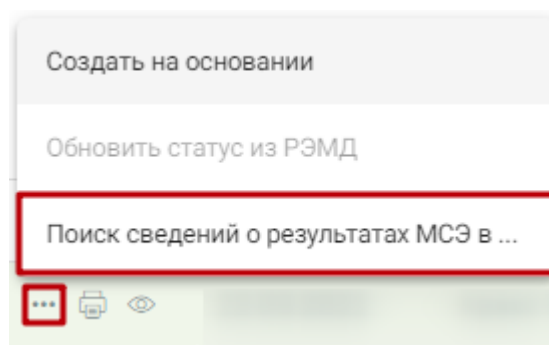 Создать на основании
Обновить статус из РЭМД
Поиск сведений о результатах МСЭ в ...